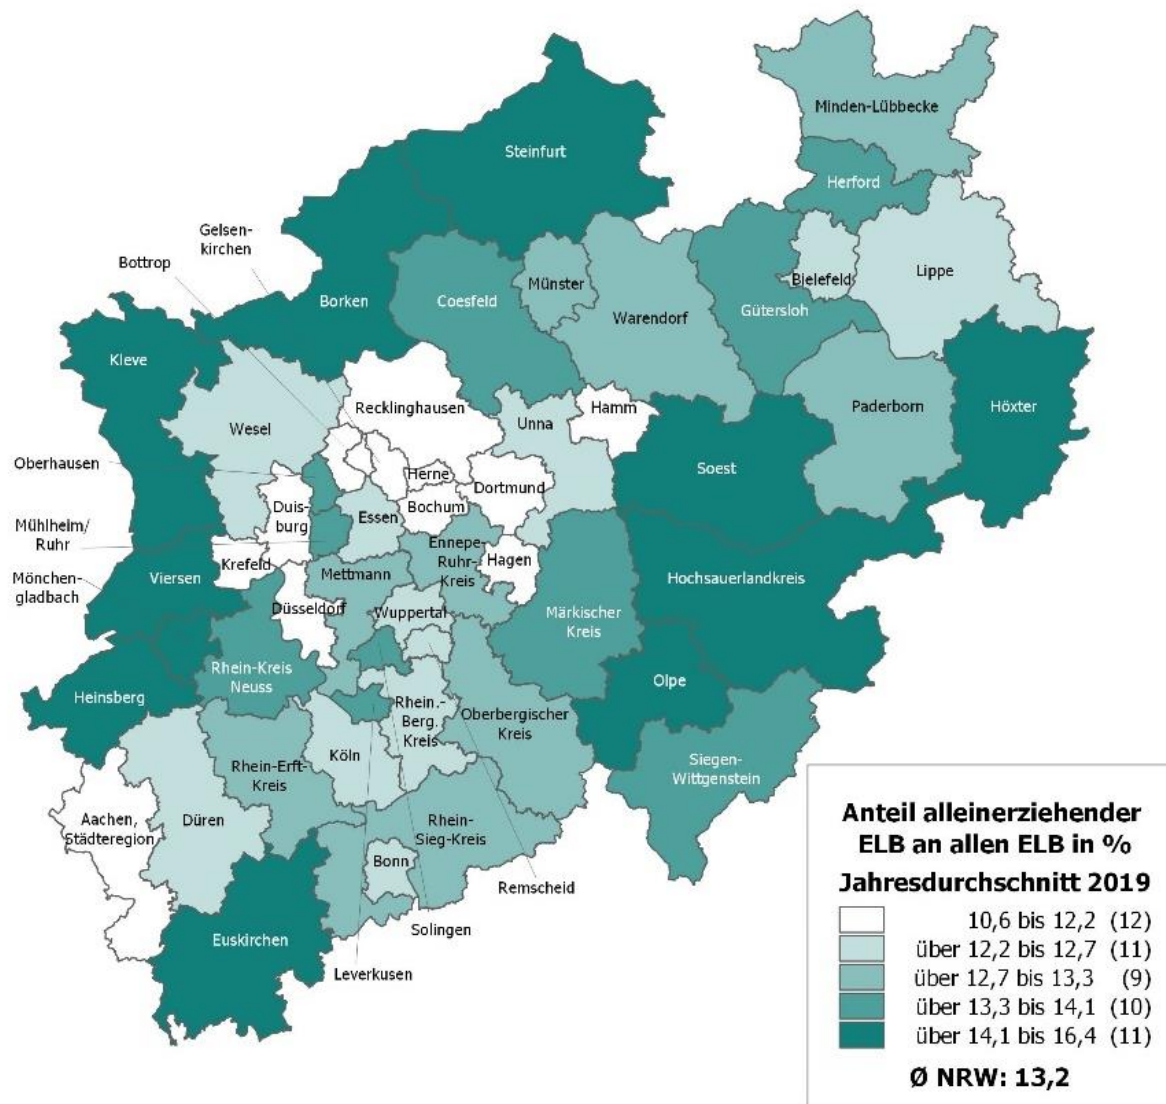 Minden-Lübbecke
Steinfurt
Herford
Gelsen-
kirchen
Bottrop
Borken
Coesfeld
Münster
Warendorf
Gütersloh
Bielefeld
Lippe
Kleve
Recklinghausen
Hamm
Unna
Wesel
Paderborn
Höxter
Oberhausen
Soest
Herne
Dortmund
Duis-
burg
Essen
Bochum
Mühlheim/
Ruhr
Ennepe-
Ruhr-
Kreis
Hagen
Krefeld
Mettmann
Viersen
Mönchen-
gladbach
Hochsauerlandkreis
Düsseldorf
Wuppertal
Märkischer
Kreis
Rhein-Kreis
Neuss
Heinsberg
Olpe
Rhein.-
Berg.
Kreis
Oberbergischer
Kreis
Köln
Siegen-
Wittgenstein
Rhein-Erft-
Kreis
Aachen,
Städteregion
Düren
Rhein-
Sieg-Kreis
Bonn
Remscheid
Solingen
Euskirchen
Leverkusen
Anteil alleinerziehender
ELB an allen ELB in %
Jahresdurchschnitt 2019
10,6 bis 12,2 (12)
über 12,2 bis 12,7 (11)
über 12,7 bis 13,3 (9)
über 13,3 bis 14,1 (10)
über 14,1 bis 16,4 (11)
Ø NRW: 13,2